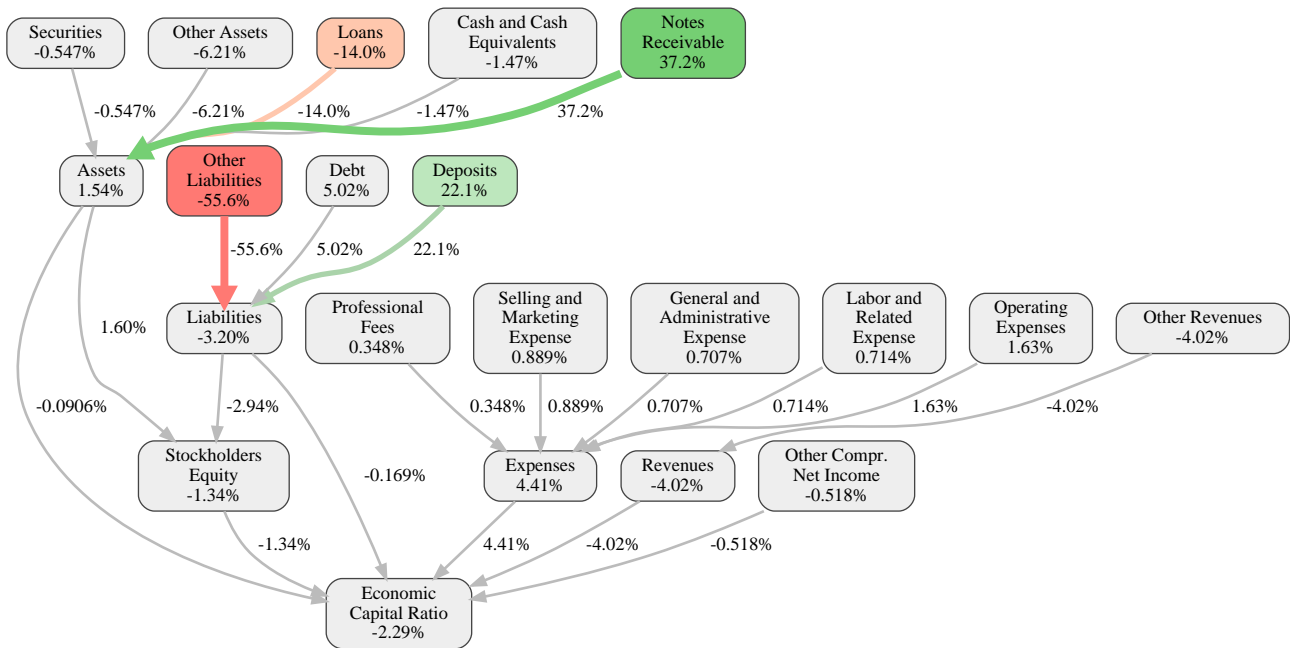 Securities
-0.547%
Other Assets
-6.21%
Loans
-14.0%
Cash and Cash
Equivalents
-1.47%
Notes
Receivable
37.2%
-0.547%
-6.21%
-14.0%
-1.47%
37.2%
Assets
1.54%
Other
Liabilities
-55.6%
Debt
5.02%
Deposits
22.1%
-55.6%
5.02%
22.1%
Liabilities
-3.20%
Professional
Fees
0.348%
Selling and
Marketing
Expense
0.889%
General and
Administrative
Expense
0.707%
Labor and
Related
Expense
0.714%
Operating
Expenses
1.63%
Other Revenues
-4.02%
1.60%
-0.0906%
-2.94%
0.348%
0.889%
0.707%
0.714%
1.63%
-4.02%
Stockholders
Equity
-1.34%
-0.169%
Expenses
4.41%
Revenues
-4.02%
Other Compr.
Net Income
-0.518%
-1.34%
4.41%
-4.02%
-0.518%
Economic
Capital Ratio
-2.29%